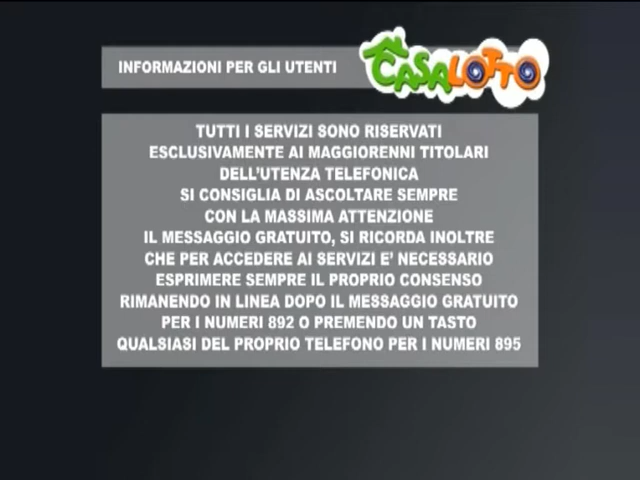 INFORMAZIONI PER GLI UTENTI
CASALOTTO
TUTTI I SERVIZI SONO RISERVATI
ESCLUSIVAMENTE AI MAGGIORENNI TITOLARI
DELL'UTENZA TELEFONICA
SI CONSIGLIA DI ASCOLTARE SEMPRE
CON LA MASSIMA ATTENZIONE
IL MESSAGGIO GRATUITO, SI RICORDA INOLTRE
CHE PER ACCEDERE AI SERVIZI E' NECESSARIO
ESPRIMERE SEMPRE IL PROPRIO CONSENSO
RIMANENDO IN LINEA DOPO IL MESSAGGIO GRATUITO
PER I NUMERI 892 O PREMENDO UN TASTO
QUALSIASI DEL PROPRIO TELEFONO PER I NUMERI 895